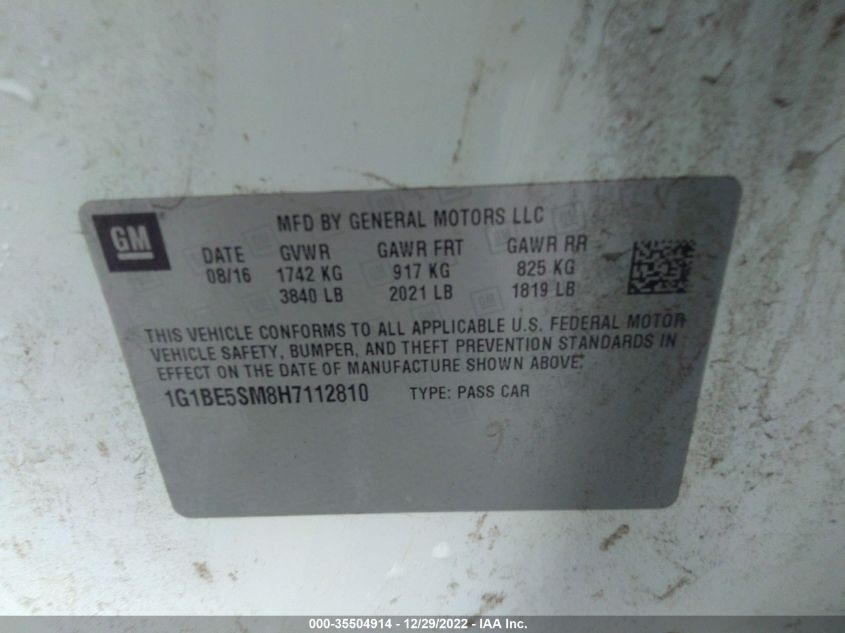 GM
MFD BY GENERAL MOTORS LLC
DATE GVWR GAWR FRT GAWR RR
08/16 1742 KG 917 KG 825 KG
3840 LB 2021 LB 1819 LB
THIS VEHICLE CONFORMS TO ALL APPLICABLE U.S. FEDERAL MOTOR
VEHICLE SAFETY, BUMPER, AND THEFT PREVENTION STANDARDS IN
EFFECT ON THE DATE OF MANUFACTURE SHOWN ABOVE.
1G1BE5SM8H7112810 TYPE: PASS CAR
000-35504914 - 12/29/2022 - IAA Inc.